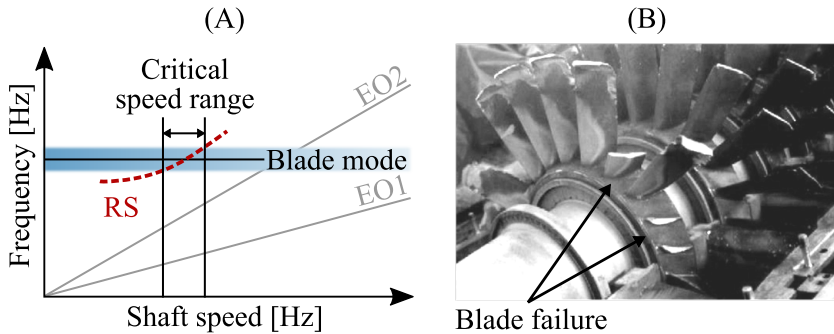 (A)
Critical
speed range
EO2
Blade mode
RS
EO1
Frequency [Hz]
Shaft speed [Hz]
(B)
Blade failure